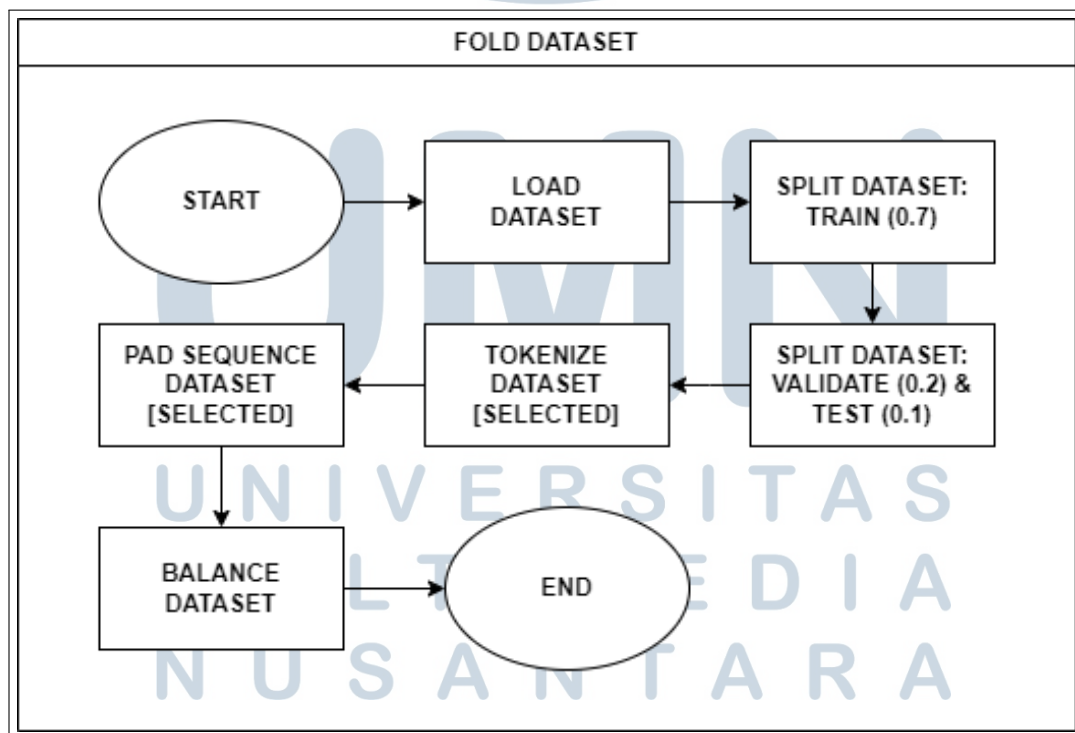 FOLD DATASET
START
LOAD
DATASET
SPLIT DATASET:
TRAIN (0.7)
SPLIT DATASET:
VALIDATE (0.2) &
TEST (0.1)
TOKENIZE
DATASET
[SELECTED]
PAD SEQUENCE
DATASET
[SELECTED]
BALANCE
DATASET
END
UMN
UNIVERSITAS
MULTIMEDIA
NUSANTARA